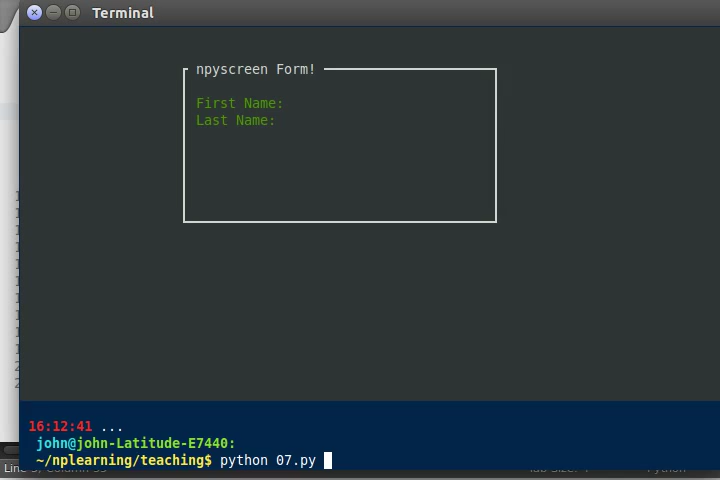 Terminal
npyscreen Form!
First Name:
Last Name:
16:12:41 ...
john@john-Latitude-E7440:
~/nplearning/teaching$ python 07.py